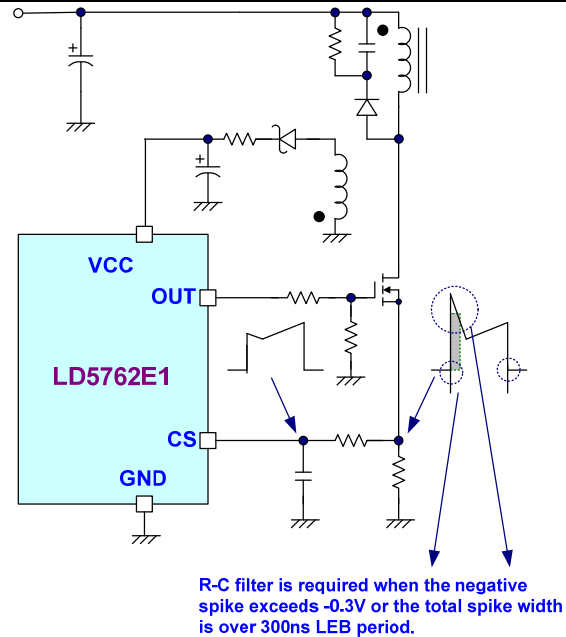 VCC
OUT
LD5762E1
CS
GND
+
+
R-C filter is required when the negative
spike exceeds -0.3V or the total spike width
is over 300ns LEB period.